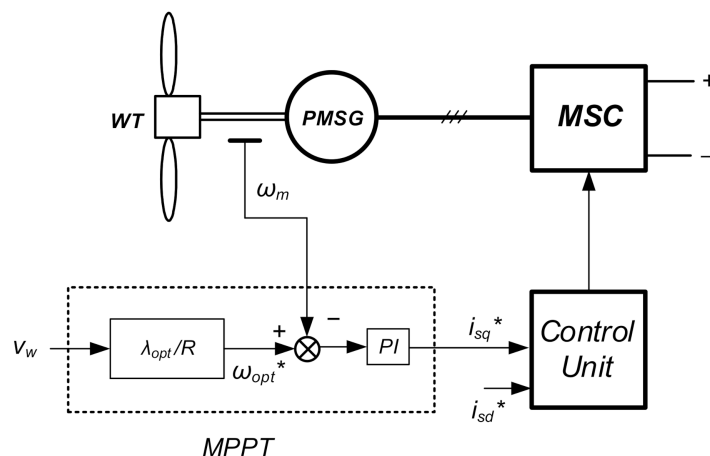 WT
PMSG
MSC
+
−
ωm
vw
λopt/R
+
−
ωopt*
PI
isq*
isd*
Control
Unit
MPPT